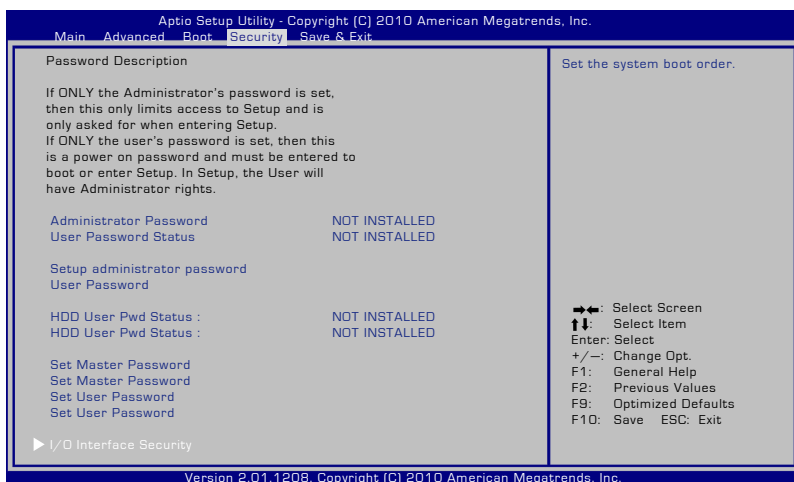 Aptio Setup Utility - Copyright (C) 2010 American Megatrends, Inc.
Main Advanced Boot Security Save & Exit
Password Description
If ONLY the Administrator's password is set,
then this only limits access to Setup and is
only asked for when entering Setup.
If ONLY the user's password is set, then this
is a power on password and must be entered to
boot or enter Setup. In Setup, the User will
have Administrator rights.
Administrator Password NOT INSTALLED
User Password Status NOT INSTALLED
Setup administrator password
User Password
HDD User Pwd Status : NOT INSTALLED
HDD User Pwd Status : NOT INSTALLED
Set Master Password
Set Master Password
Set User Password
Set User Password
I/O Interface Security
Set the system boot order.
→←: Select Screen
↑↓: Select Item
Enter: Select
+/–: Change Opt.
F1: General Help
F2: Previous Values
F9: Optimized Defaults
F10: Save ESC: Exit
Version 2.01.1208. Copyright (C) 2010 American Megatrends, Inc.